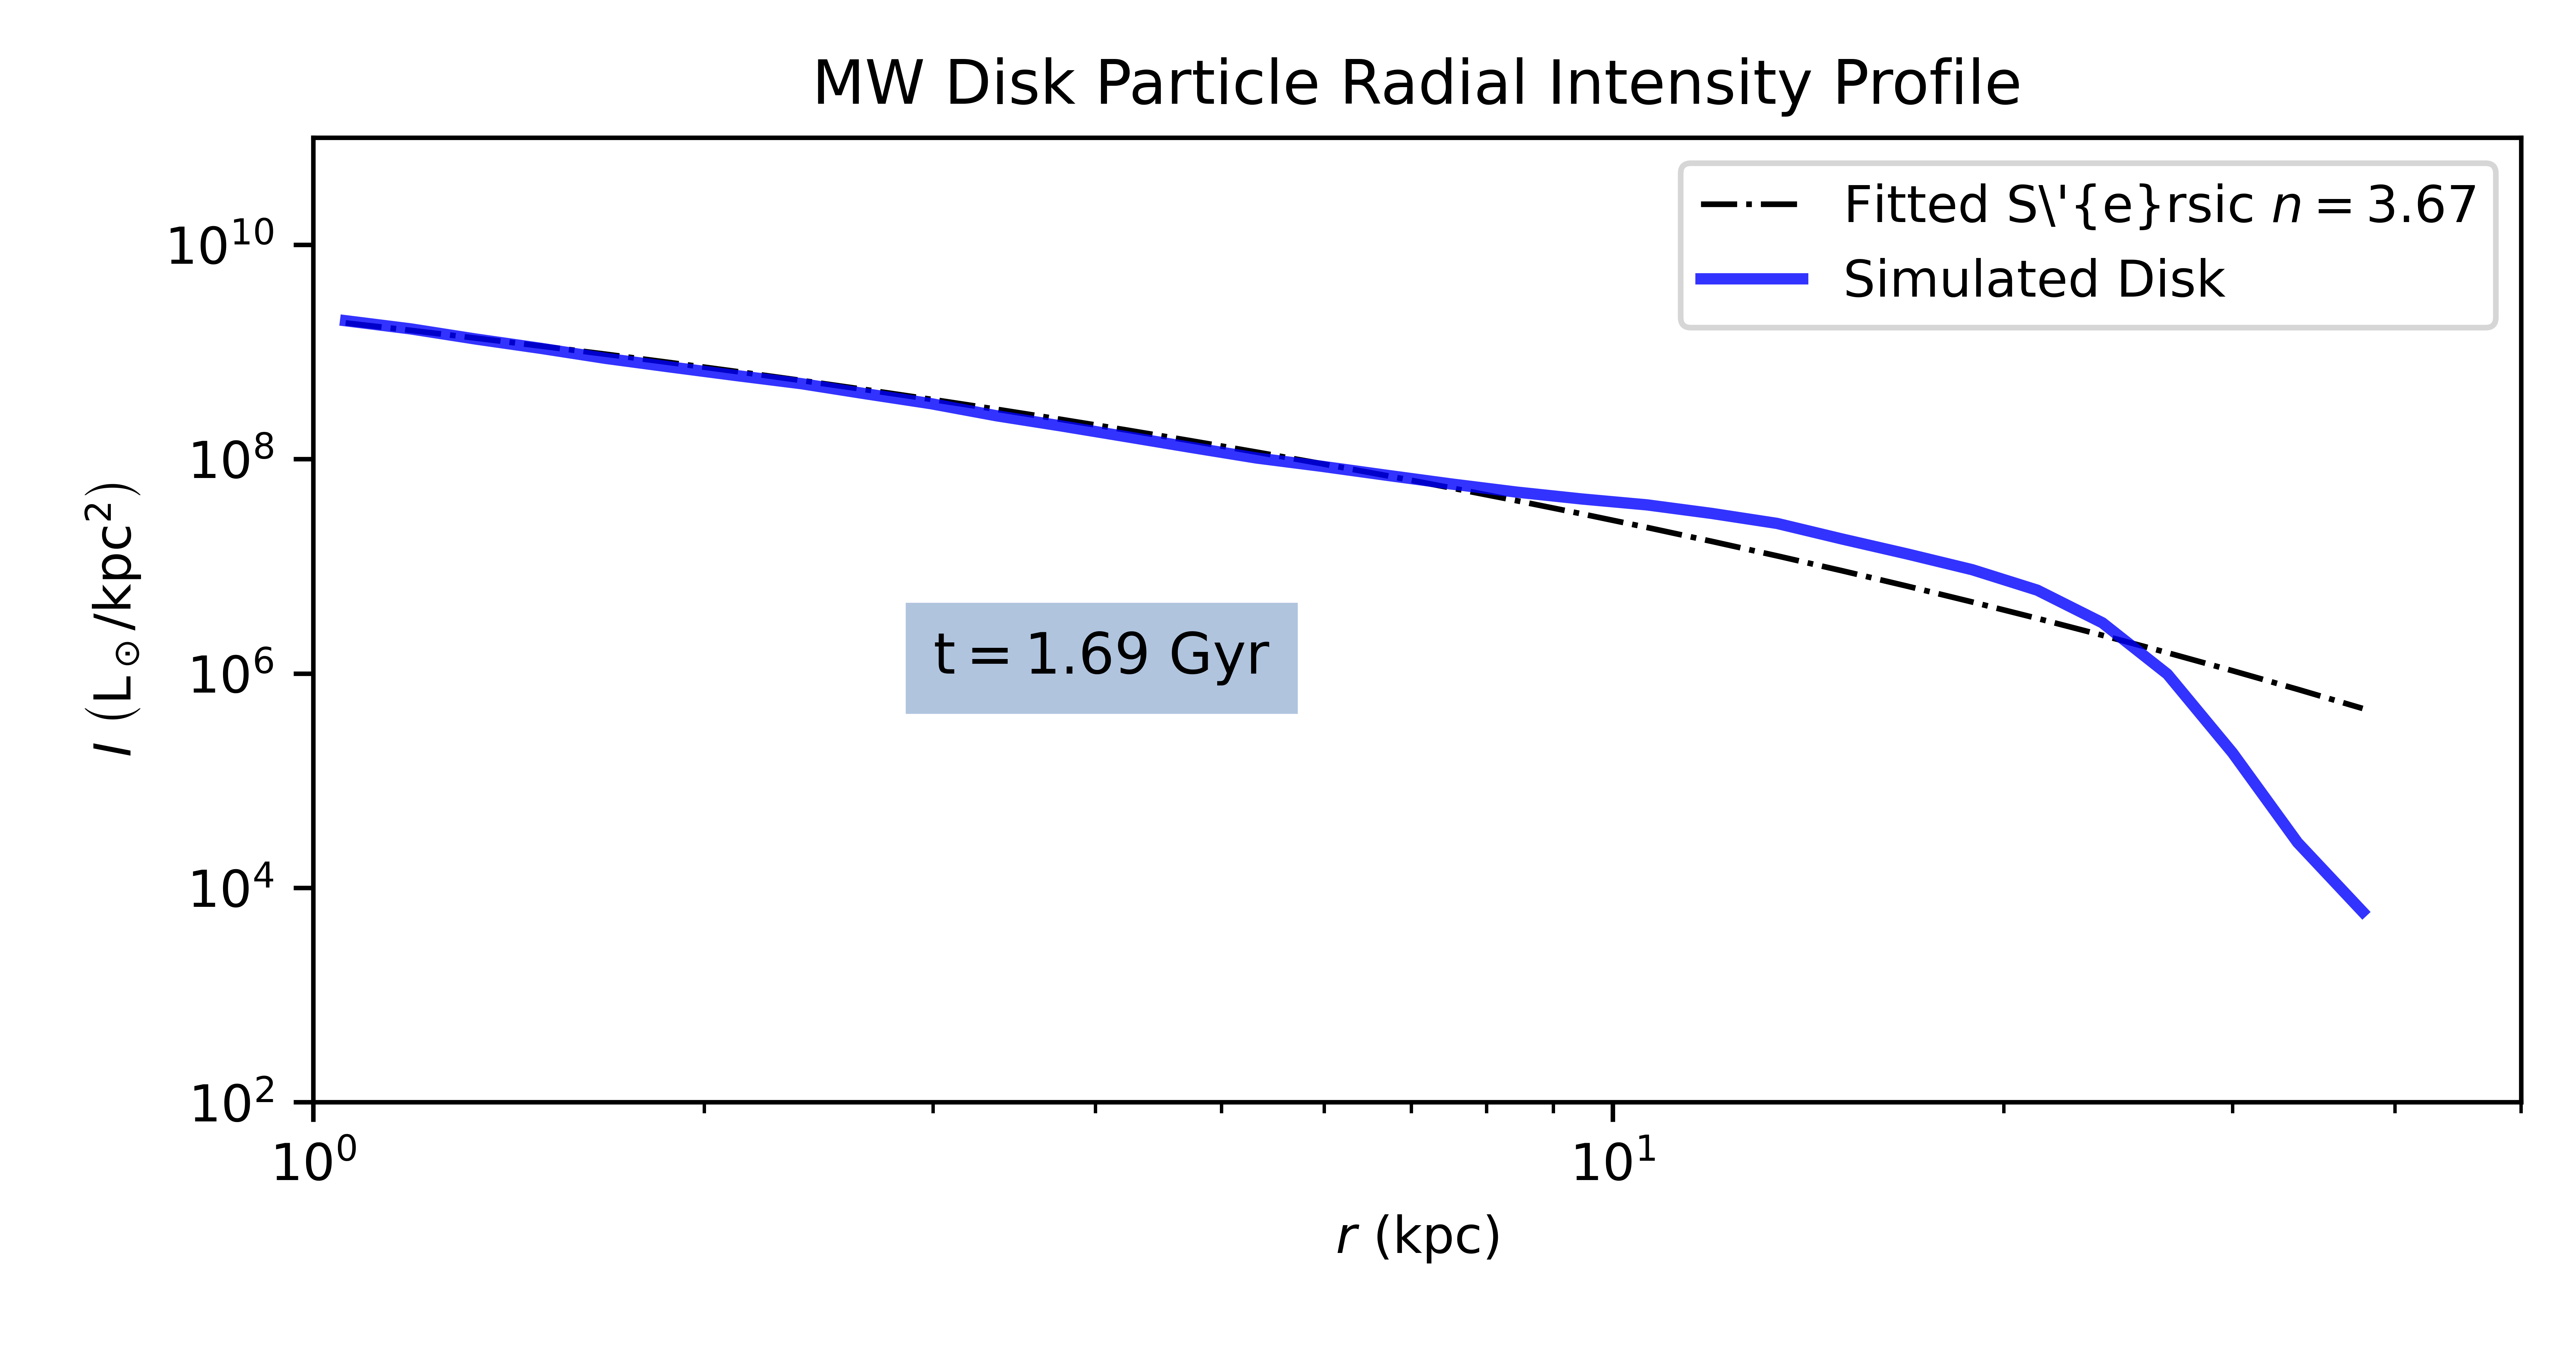 MW Disk Particle Radial Intensity Profile
Fitted S\'{e}rsic n = 3.67
Simulated Disk
10¹⁰
10⁸
10⁶
10⁴
10²
I (L⊙/kpc²)
t = 1.69 Gyr
10⁰
10¹
r (kpc)